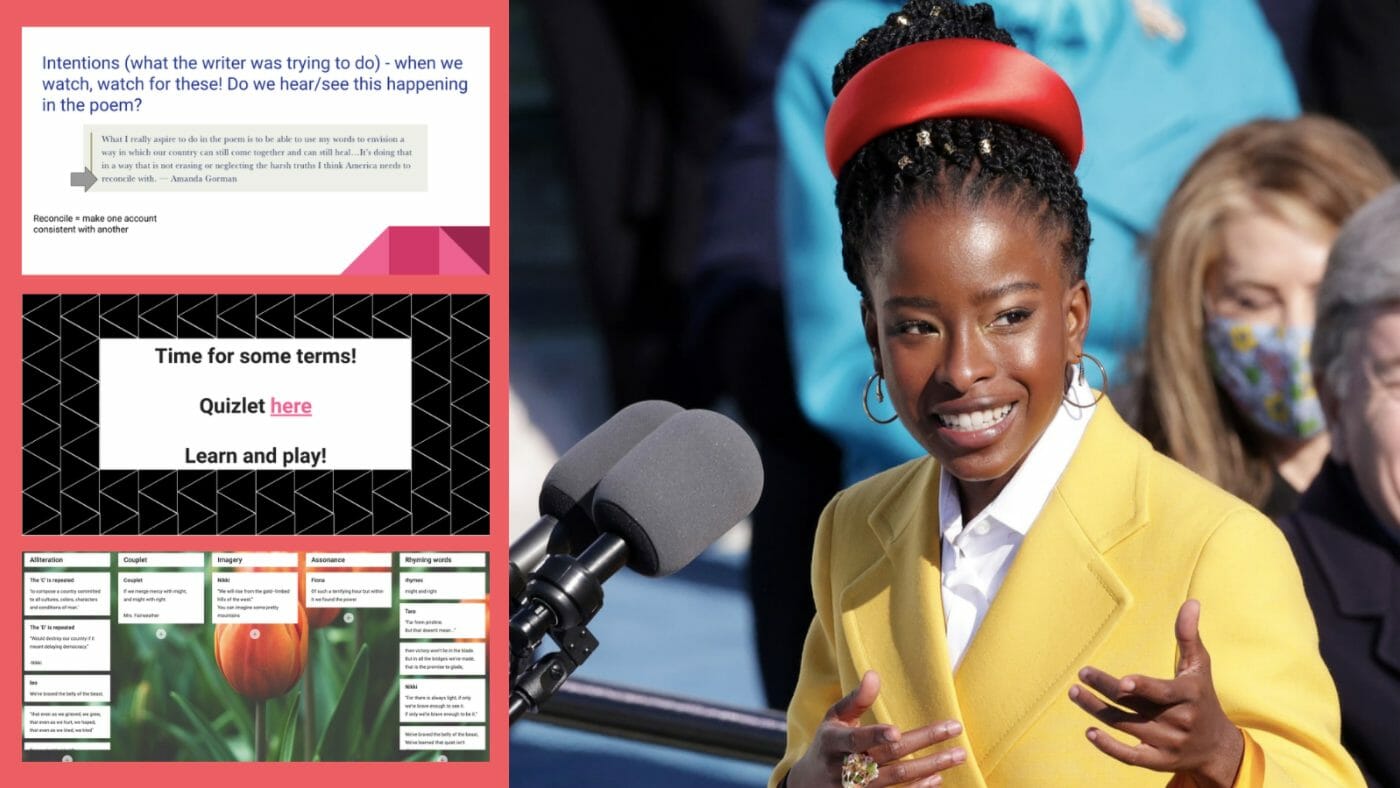 Intentions (what the writer was trying to do) - when we
watch, watch for these! Do we hear/see this happening
in the poem?
What I really aspire to do in the poem is to be able to use my words to envision a
way in which our country can still come together and can still heal…It's doing that
in a way that is not erasing or neglecting the harsh truths I think America needs to
reconcile with. — Amanda Gorman
Reconcile = make one account
consistent with another
Time for some terms!
Quizlet here
Learn and play!
Alliteration
The 'C' is repeated
"to compose a country committed
to all cultures, colors, characters
and conditions of man."
The 'D' is repeated
"Would destroy our country if it
meant delaying democracy."
-Nikki
leo
We've braved the belly of the beast,
"that even as we grieved, we grew,
that even as we hurt, we hoped,
that even as we tired, we tried"
Couplet
Couplet
If we merge mercy with might,
and might with right
Mrs. Fairweather
Imagery
Nikki
"We will rise from the gold-limbed
hills of the west."
You can imagine some pretty
mountains
Assonance
Fiona
Of such a terrifying hour but within
it we found the power
Rhyming words
rhymes
might and right
Tara
"Far from pristine.
But that doesn't mean..."
then victory won't lie in the blade.
But in all the bridges we've made,
that is the promise to glade,
Nikki
"For there is always light, if only
we're brave enough to see it.
If only we're brave enough to be it."
We've braved the belly of the beast,
We've learned that quiet isn't